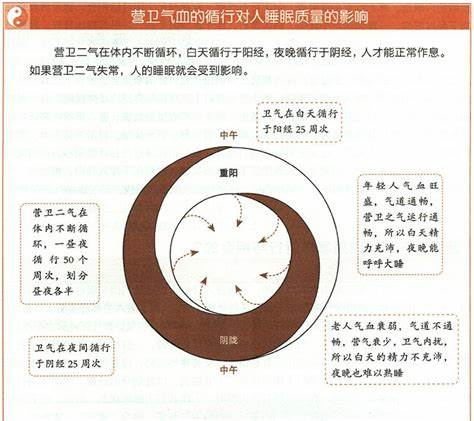 营卫气血的循行对人睡眠质量的影响
营卫二气在体内不断循环，白天循行于阳经，夜晚循行于阴经，人才能正常作息。
如果营卫二气失常，人的睡眠就会受到影响。
卫气在白天循行
于阳经 25 周次
中午
重阳
年轻人气血旺
盛，气道通畅，
营卫之气运行通
畅，所以白天精
力充沛，夜晚能
呼呼大睡
营卫二气在
体内不断循
环，一昼夜
循行 50 个
周次，划分
昼夜各半
卫气在夜间循行
于阴经 25 周次
阴陇
中午
老人气血衰弱，气道不通
畅，营气衰少，卫气内扰，
所以白天的精力不充沛，
夜晚也难以熟睡